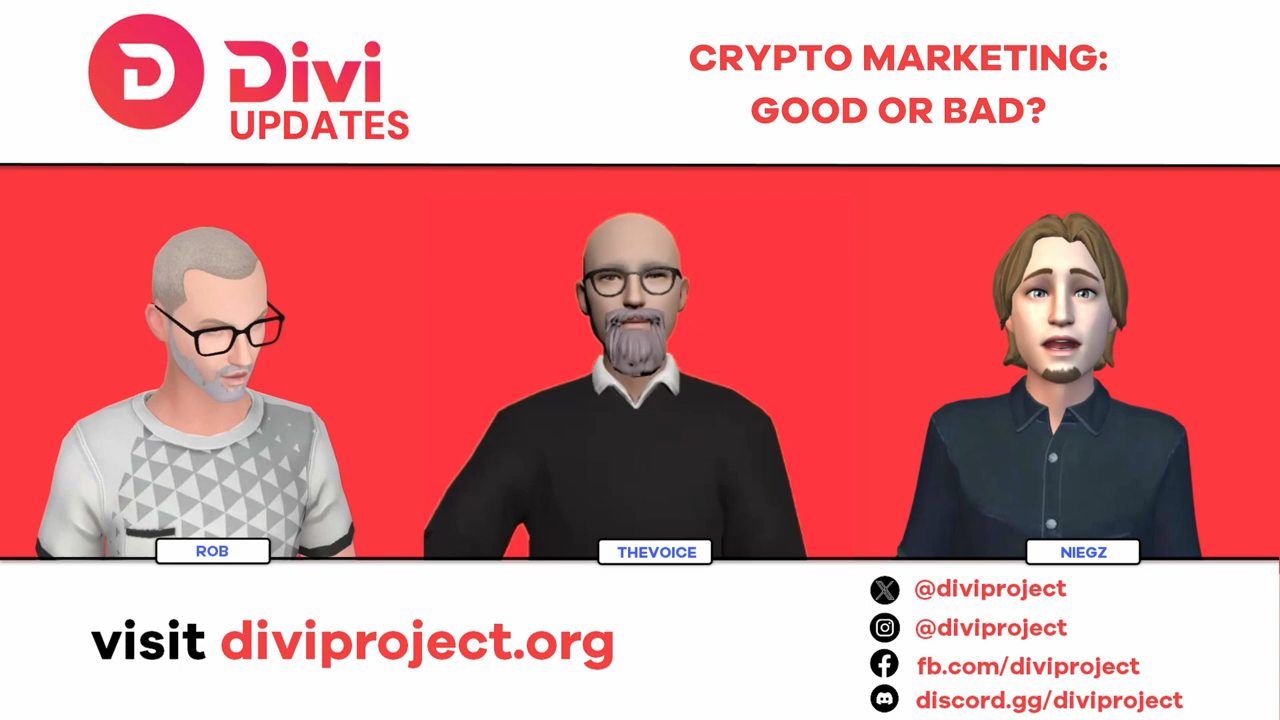 Divi
UPDATES
CRYPTO MARKETING:
GOOD OR BAD?
ROB
THEVOICE
NIEGZ
visit diviproject.org
@diviproject
@diviproject
fb.com/diviproject
discord.gg/diviproject